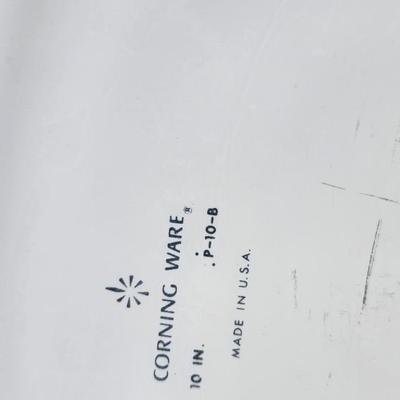 CORNING WARE®
10 IN. P-10-B
MADE IN U.S.A.